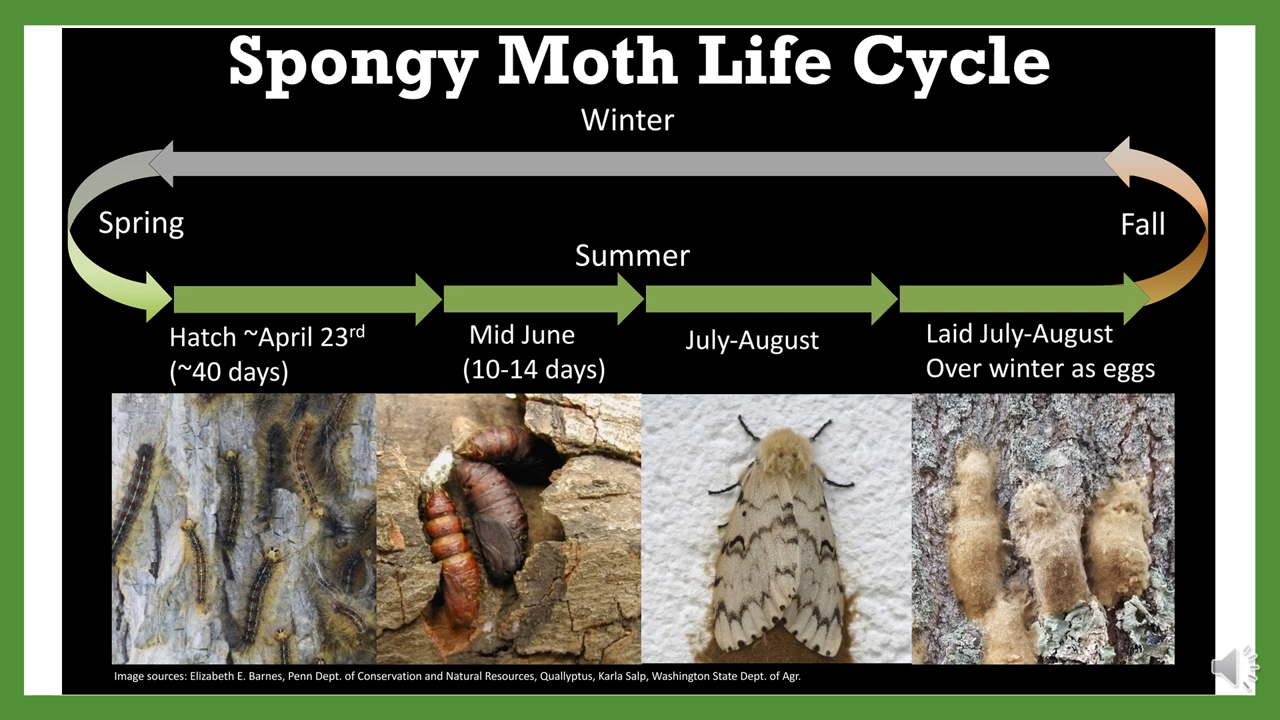 Spongy Moth Life Cycle
Winter
Spring
Fall
Summer
Hatch ~April 23rd
(~40 days)
Mid June
(10-14 days)
July-August
Laid July-August
Over winter as eggs
Image sources: Elizabeth E. Barnes, Penn Dept. of Conservation and Natural Resources, Quallyptus, Karla Salp, Washington State Dept. of Agr.